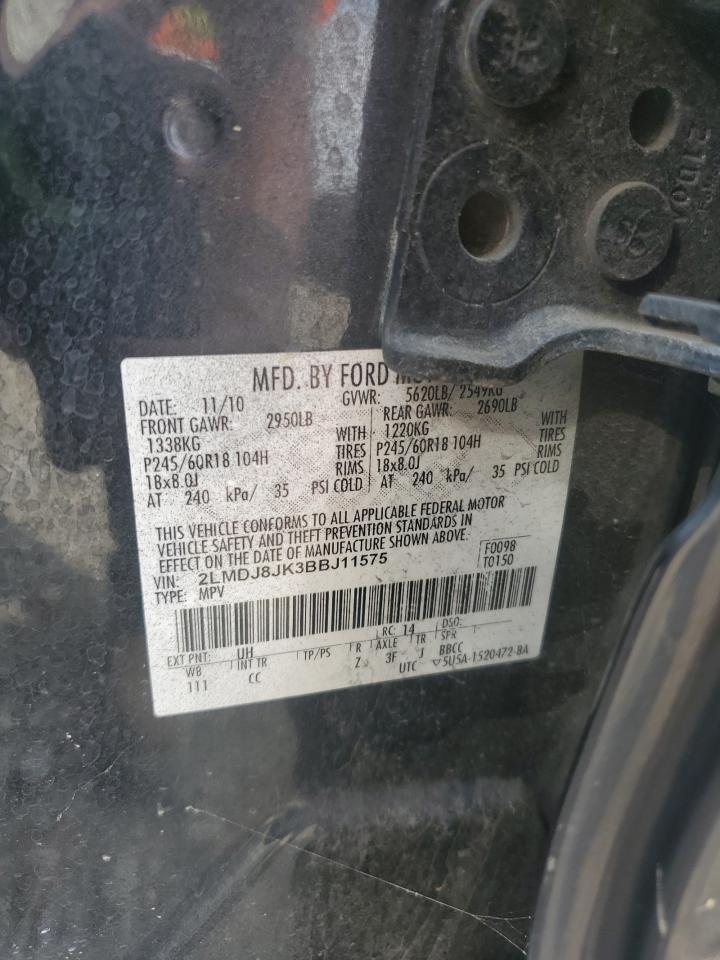 MFD. BY FORD
DATE: 11/10 GVWR: 5620LB/ 2549KG
FRONT GAWR: 2950LB REAR GAWR: 2690LB
1338KG WITH 1220KG WITH
P245/60R18 104H TIRES P245/60R18 104H TIRES
18x8.0J RIMS 18x8.0J RIMS
AT 240 kPa/ 35 PSI COLD AT 240 kPa/ 35 PSI COLD
THIS VEHICLE CONFORMS TO ALL APPLICABLE FEDERAL MOTOR
VEHICLE SAFETY AND THEFT PREVENTION STANDARDS IN
EFFECT ON THE DATE OF MANUFACTURE SHOWN ABOVE.
VIN: 2LMDJ8JK3BBJ11575 F0098
TYPE: MPV T0150
EXT PNT: UH RC: 14 DSO:
WB INT TR TP/PS R AXLE TR SPR
111 CC Z 3F J BBCC
UTC 5U5A-1520472-BA